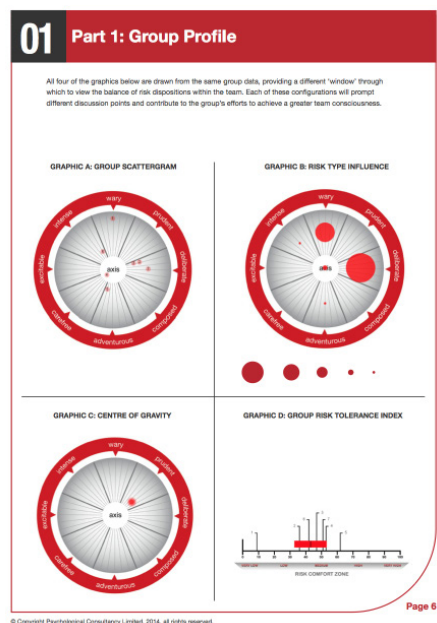 01
Part 1: Group Profile
All four of the graphics below are drawn from the same group data, providing a different 'window' through
which to view the balance of risk dispositions within the team. Each of these configurations will prompt
different discussion points and contribute to the group's efforts to achieve a greater team consciousness.
GRAPHIC A: GROUP SCATTERGRAM
wary
prudent
deliberate
composed
adventurous
carefree
excitable
intense
axis
GRAPHIC B: RISK TYPE INFLUENCE
wary
prudent
deliberate
composed
adventurous
carefree
excitable
intense
axis
GRAPHIC C: CENTRE OF GRAVITY
wary
prudent
deliberate
composed
adventurous
carefree
excitable
intense
axis
GRAPHIC D: GROUP RISK TOLERANCE INDEX
RISK COMFORT ZONE
Page 6
© Copyright Psychological Consultancy Limited, 2014, all rights reserved